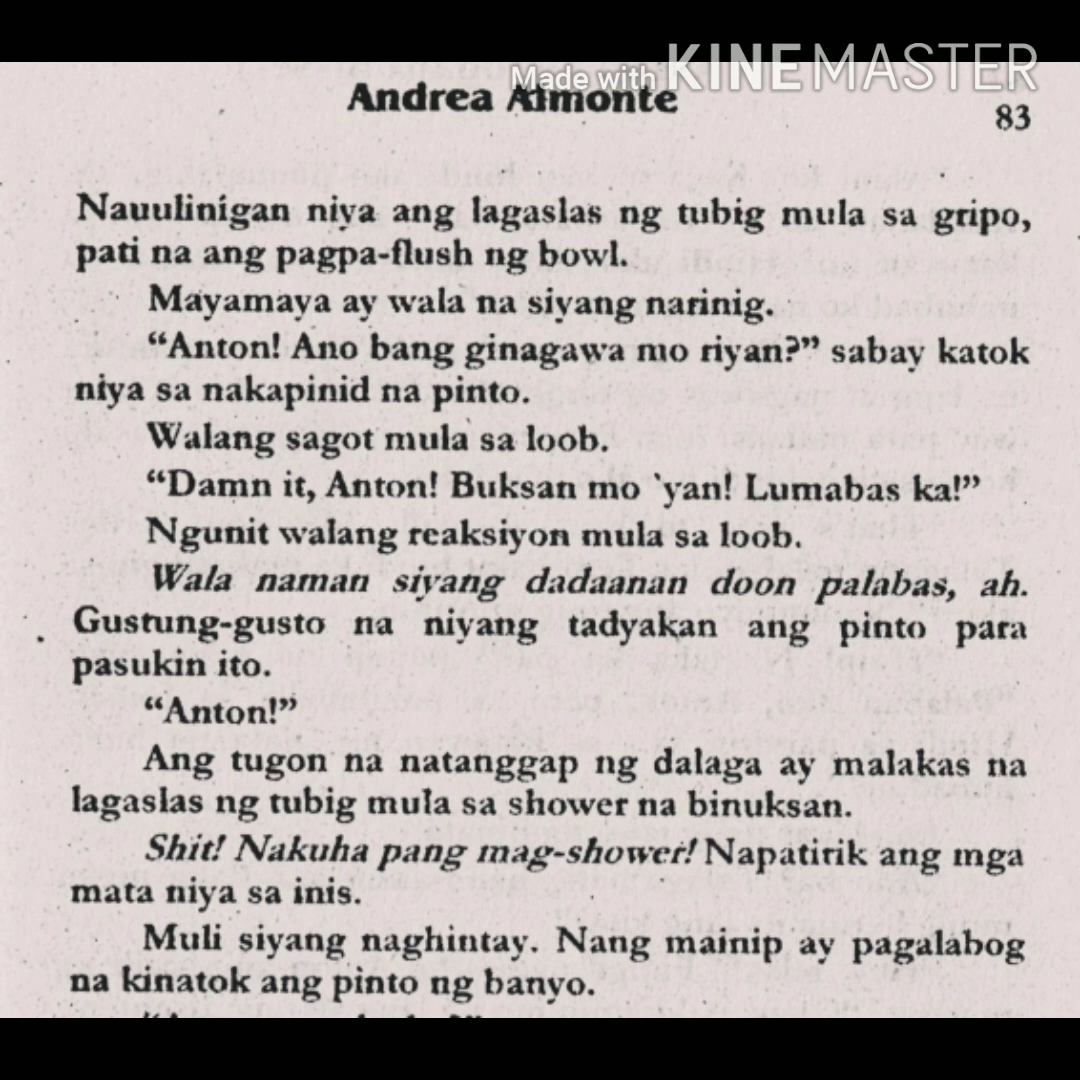 Made with KINEMASTER
Andrea Almonte
83
Nauulinigan niya ang lagaslas ng tubig mula sa gripo,
pati na ang pagpa-flush ng bowl.
Mayamaya ay wala na siyang narinig.
“Anton! Ano bang ginagawa mo riyan?” sabay katok
niya sa nakapinid na pinto.
Walang sagot mula sa loob.
“Damn it, Anton! Buksan mo ‘yan! Lumabas ka!”
Ngunit walang reaksiyon mula sa loob.
Wala naman siyang dadaanan doon palabas, ah.
Gustung-gusto na niyang tadyakan ang pinto para
pasukin ito.
“Anton!”
Ang tugon na natanggap ng dalaga ay malakas na
lagaslas ng tubig mula sa shower na binuksan.
Shit! Nakuha pang mag-shower! Napatirik ang mga
mata niya sa inis.
Muli siyang naghintay. Nang mainip ay pagalabog
na kinatok ang pinto ng banyo.